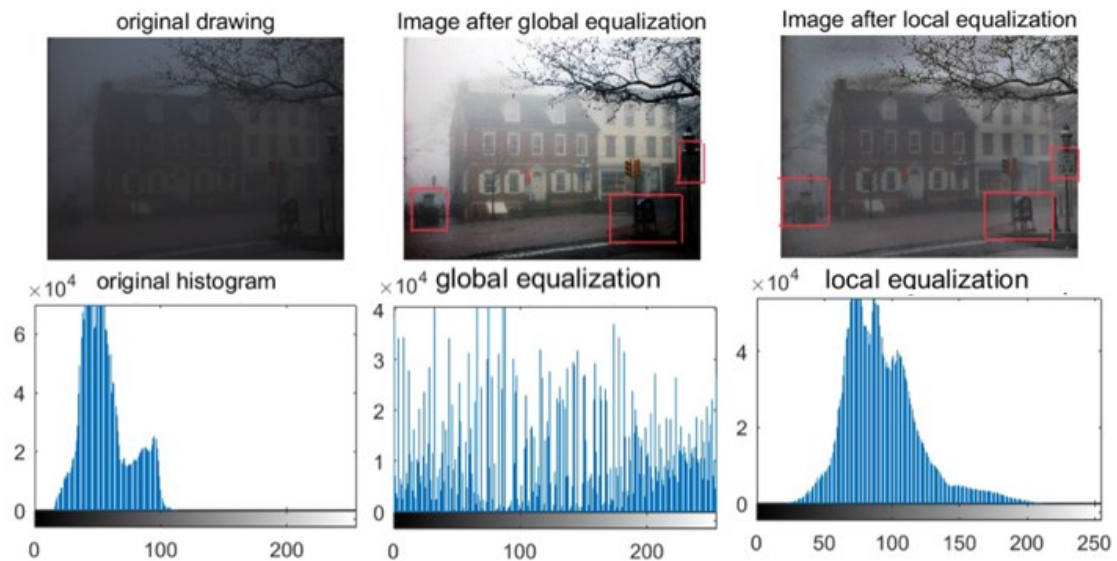 original drawing
Image after global equalization
Image after local equalization
original histogram
global equalization
local equalization
×10⁴
6
4
2
0
0 100 200
×10⁴
4
3
2
1
0
0 100 200
×10⁴
4
2
0
0 50 100 150 200 250